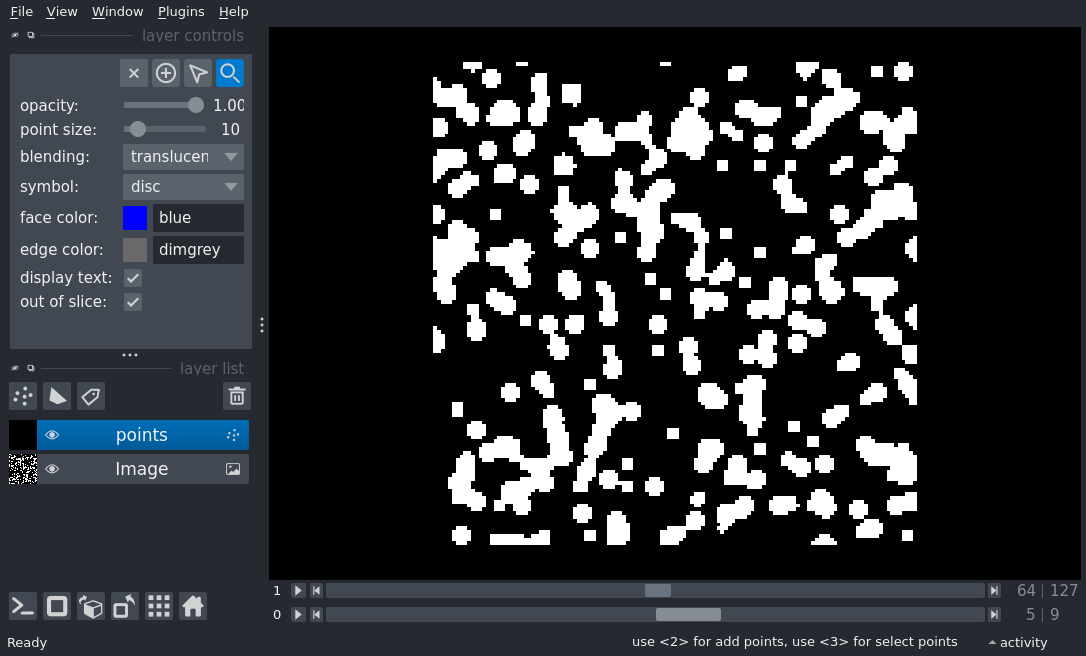 File View Window Plugins Help
layer controls
opacity: 1.00
point size: 10
blending: translucen
symbol: disc
face color: blue
edge color: dimgrey
display text:
out of slice:
layer list
points
Image
1 64 | 127
0 5 | 9
Ready use <2> for add points, use <3> for select points activity